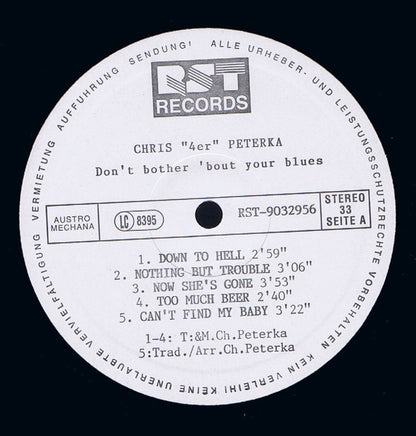 ALLE URHEBER- UND LEISTUNGSSCHUTZRECHTE VORBEHALTEN KEIN VERLEIH! KEINE UNERLAUBTE VERVIELFÄLTIGUNG VERMIETUNG AUFFÜHRUNG SENDUNG!
RST
RECORDS
CHRIS "4er" PETERKA
Don't bother 'bout your blues
AUSTRO
MECHANA
LC 8395
RST-9032956
STEREO
33
SEITE A
1. DOWN TO HELL 2'59"
2. NOTHING BUT TROUBLE 3'06"
3. NOW SHE'S GONE 3'53"
4. TOO MUCH BEER 2'40"
5. CAN'T FIND MY BABY 3'22"
1-4: T:&M.Ch.Peterka
5:Trad./Arr.Ch.Peterka